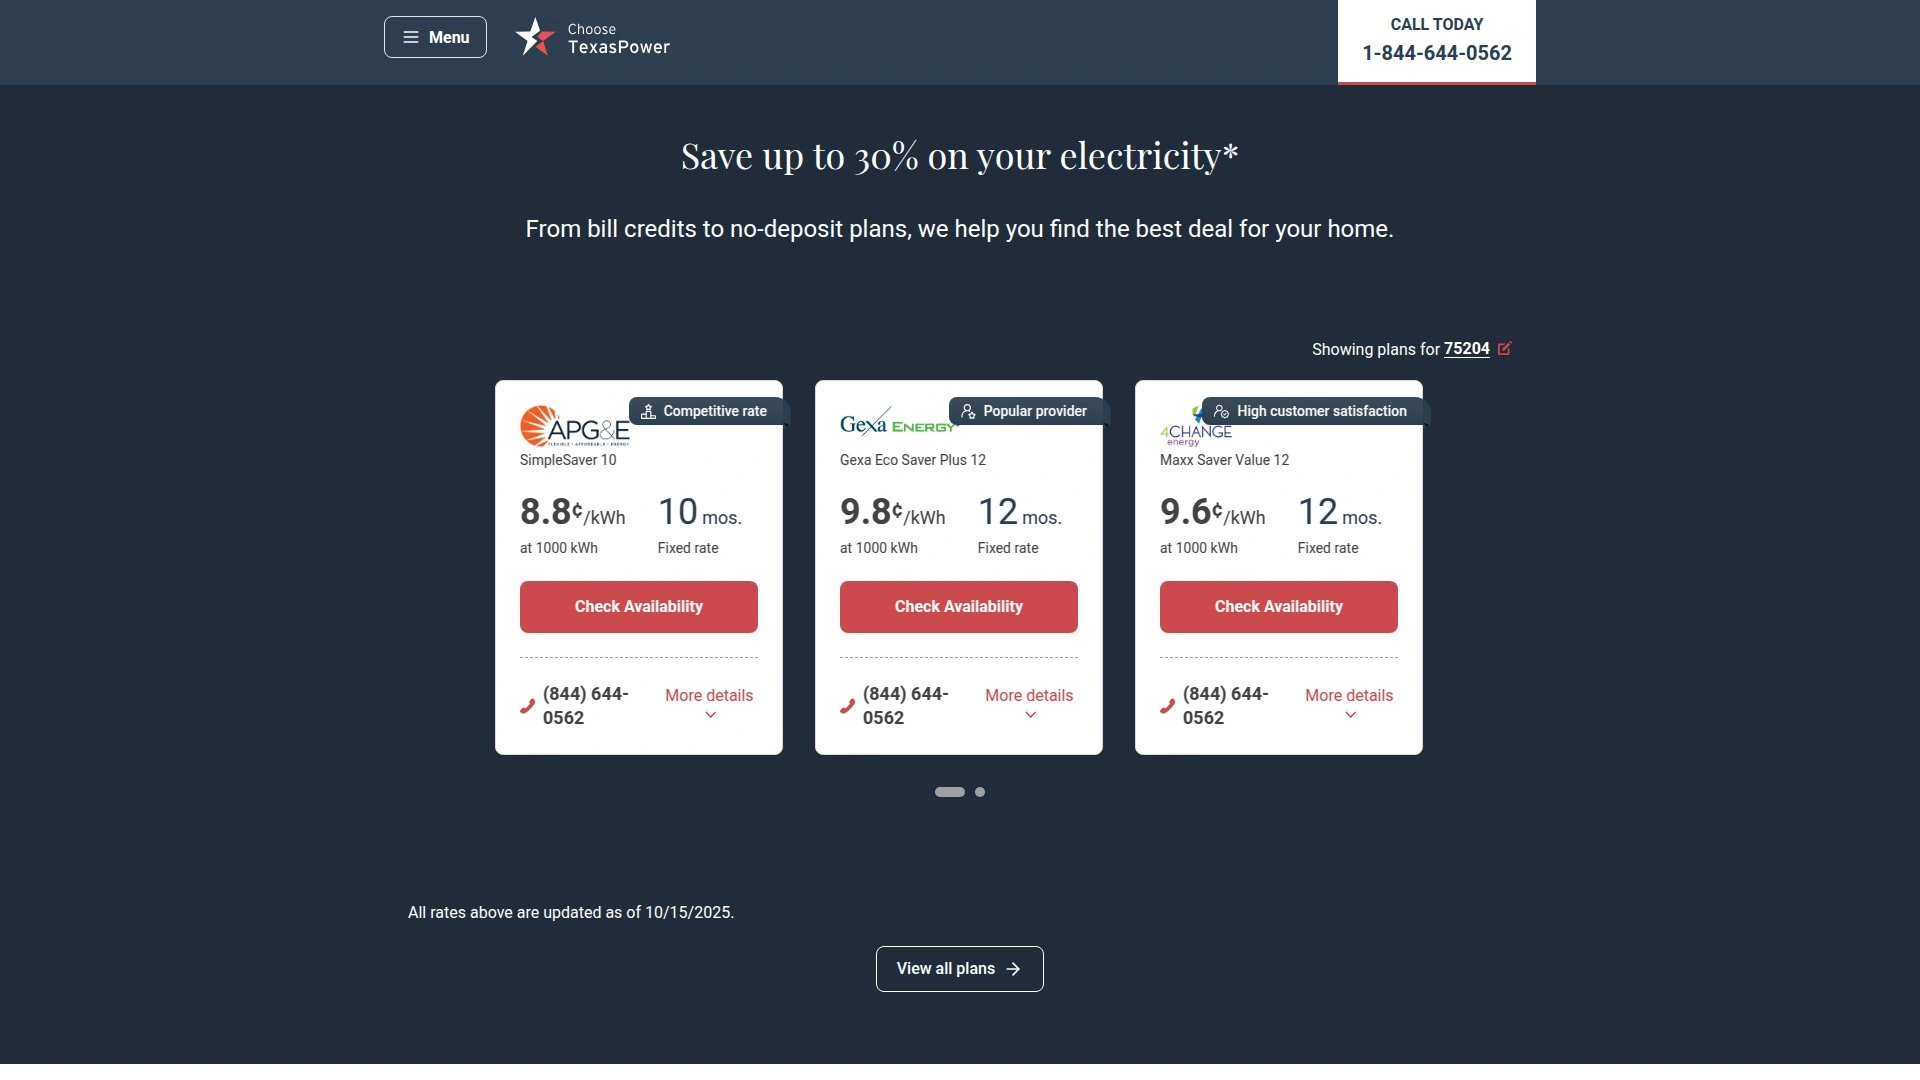 Menu
Choose
TexasPower
CALL TODAY
1-844-644-0562
Save up to 30% on your electricity*
From bill credits to no-deposit plans, we help you find the best deal for your home.
Showing plans for 75204
Competitive rate
APG&E
FLEXIBLE • AFFORDABLE • ENERGY
SimpleSaver 10
8.8¢/kWh
10 mos.
at 1000 kWh
Fixed rate
Check Availability
(844) 644-
0562
More details
Popular provider
Gexa ENERGY
Gexa Eco Saver Plus 12
9.8¢/kWh
12 mos.
at 1000 kWh
Fixed rate
Check Availability
(844) 644-
0562
More details
High customer satisfaction
4CHANGE
energy
Maxx Saver Value 12
9.6¢/kWh
12 mos.
at 1000 kWh
Fixed rate
Check Availability
(844) 644-
0562
More details
All rates above are updated as of 10/15/2025.
View all plans